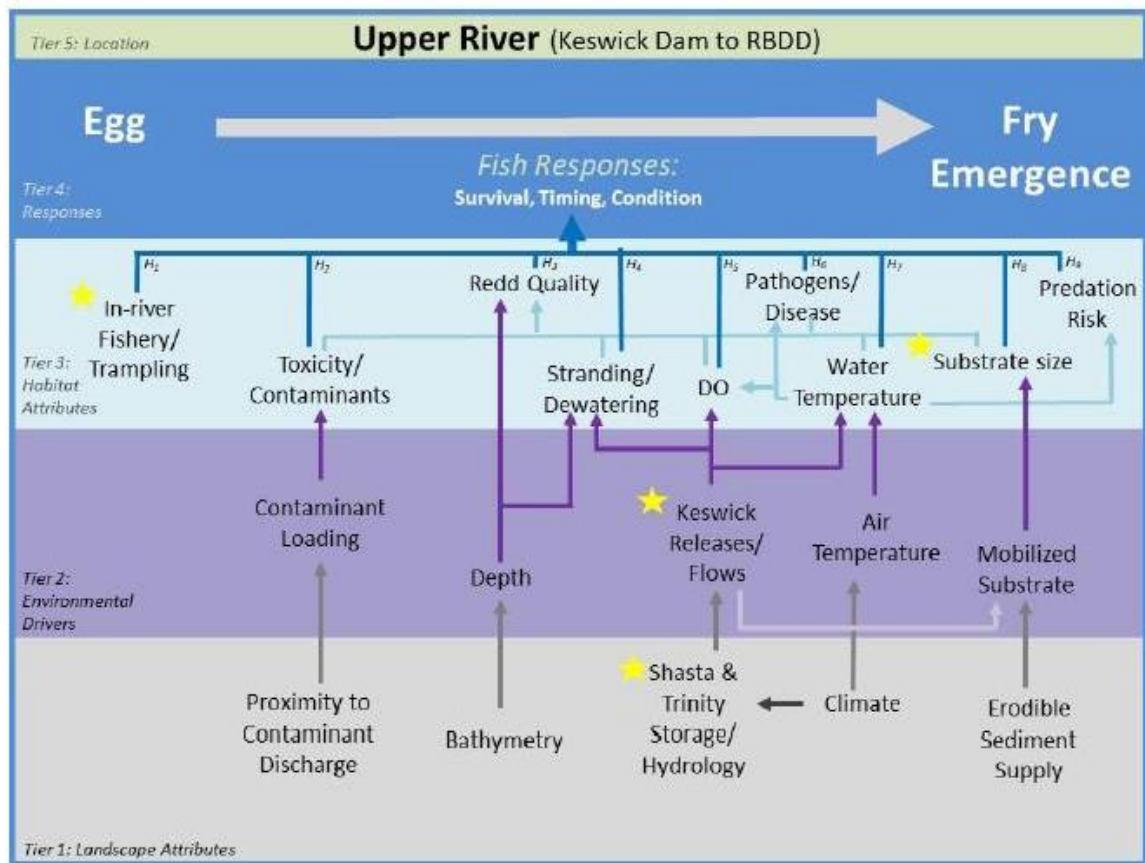 Tier 5: Location
Upper River (Keswick Dam to RBDD)
Egg
Fry
Emergence
Fish Responses:
Survival, Timing, Condition
Tier 4:
Responses
H1
H2
H3
H4
H5
H6
H7
H8
H9
In-river
Fishery/
Trampling
Toxicity/
Contaminants
Redd Quality
Stranding/
Dewatering
DO
Pathogens/
Disease
Water
Temperature
Substrate size
Predation
Risk
Tier 3:
Habitat
Attributes
Contaminant
Loading
Depth
Keswick
Releases/
Flows
Air
Temperature
Mobilized
Substrate
Tier 2:
Environmental
Drivers
Proximity to
Contaminant
Discharge
Bathymetry
Shasta &
Trinity
Storage/
Hydrology
Climate
Erodible
Sediment
Supply
Tier 1: Landscape Attributes